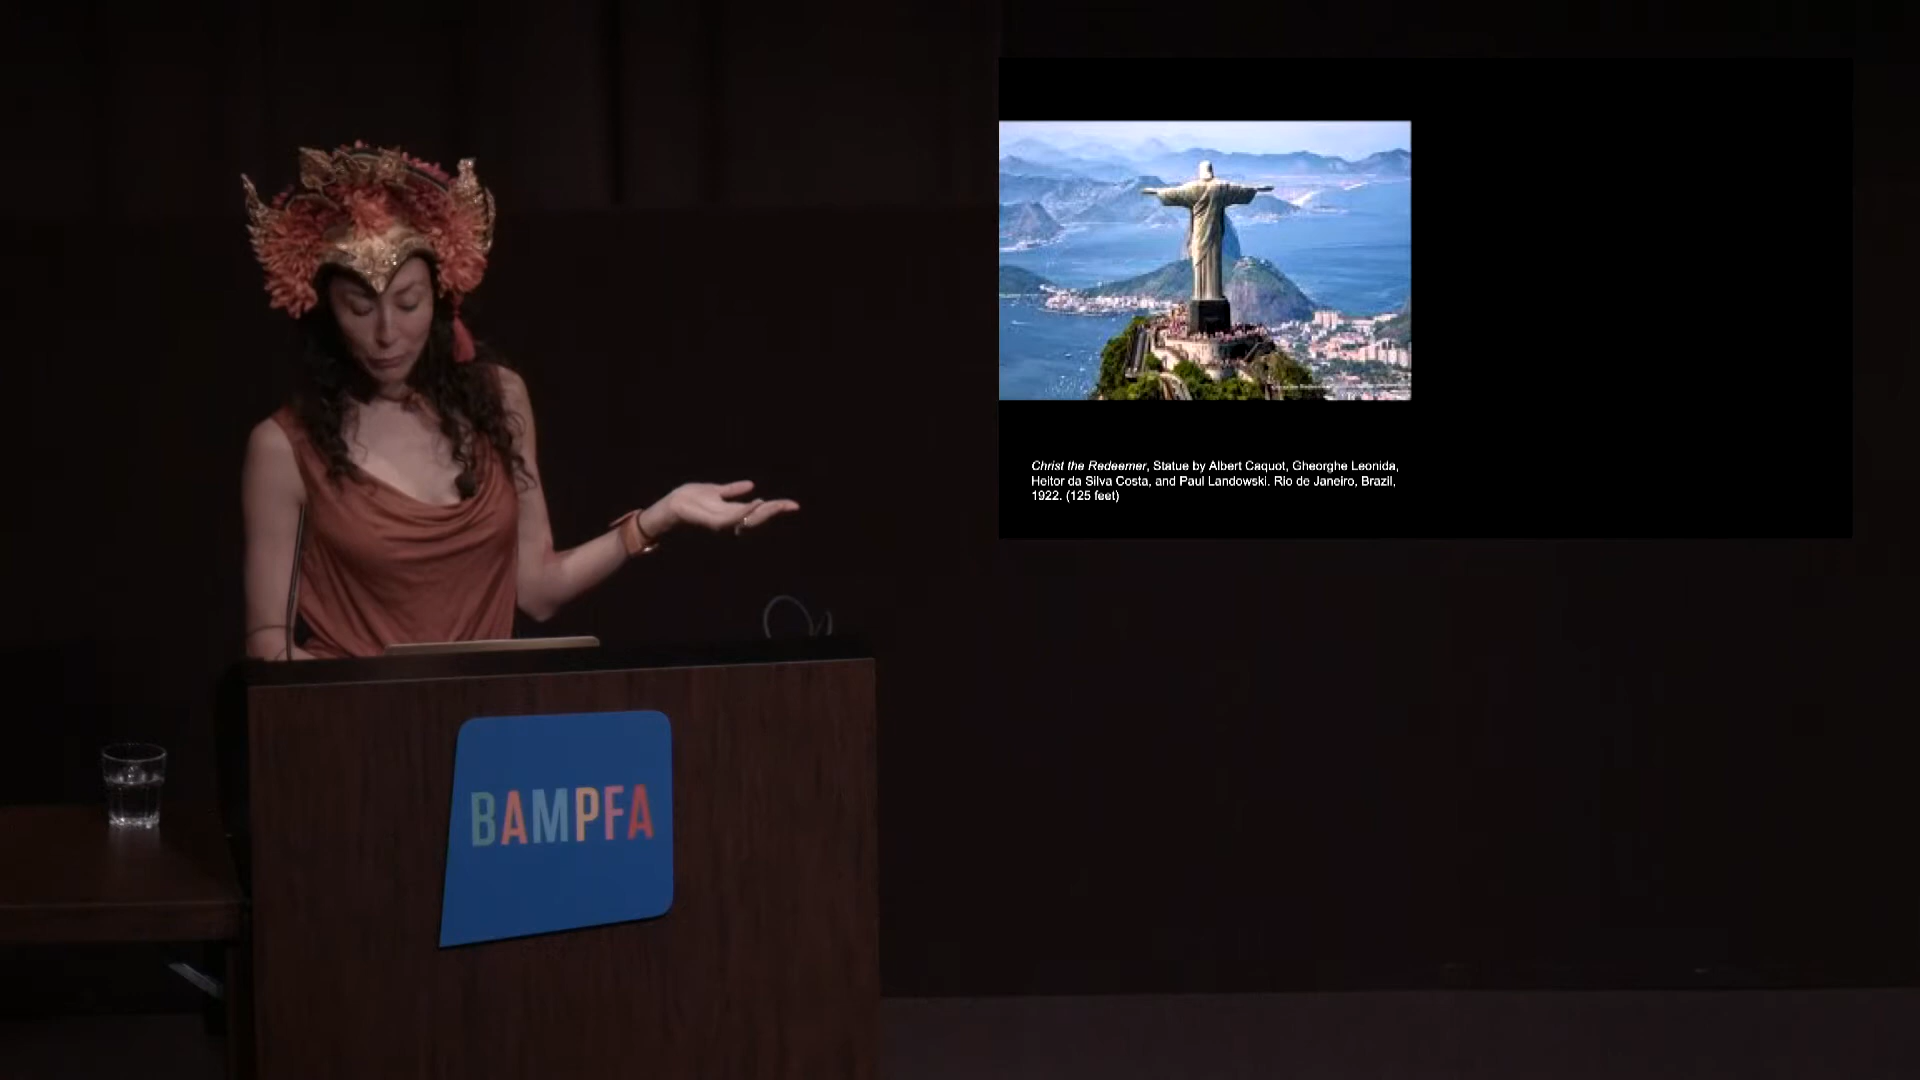 Christ the Redeemer, Statue by Albert Caquot, Gheorghe Leonida,
Heitor da Silva Costa, and Paul Landowski. Rio de Janeiro, Brazil,
1922. (125 feet)
BAMPFA